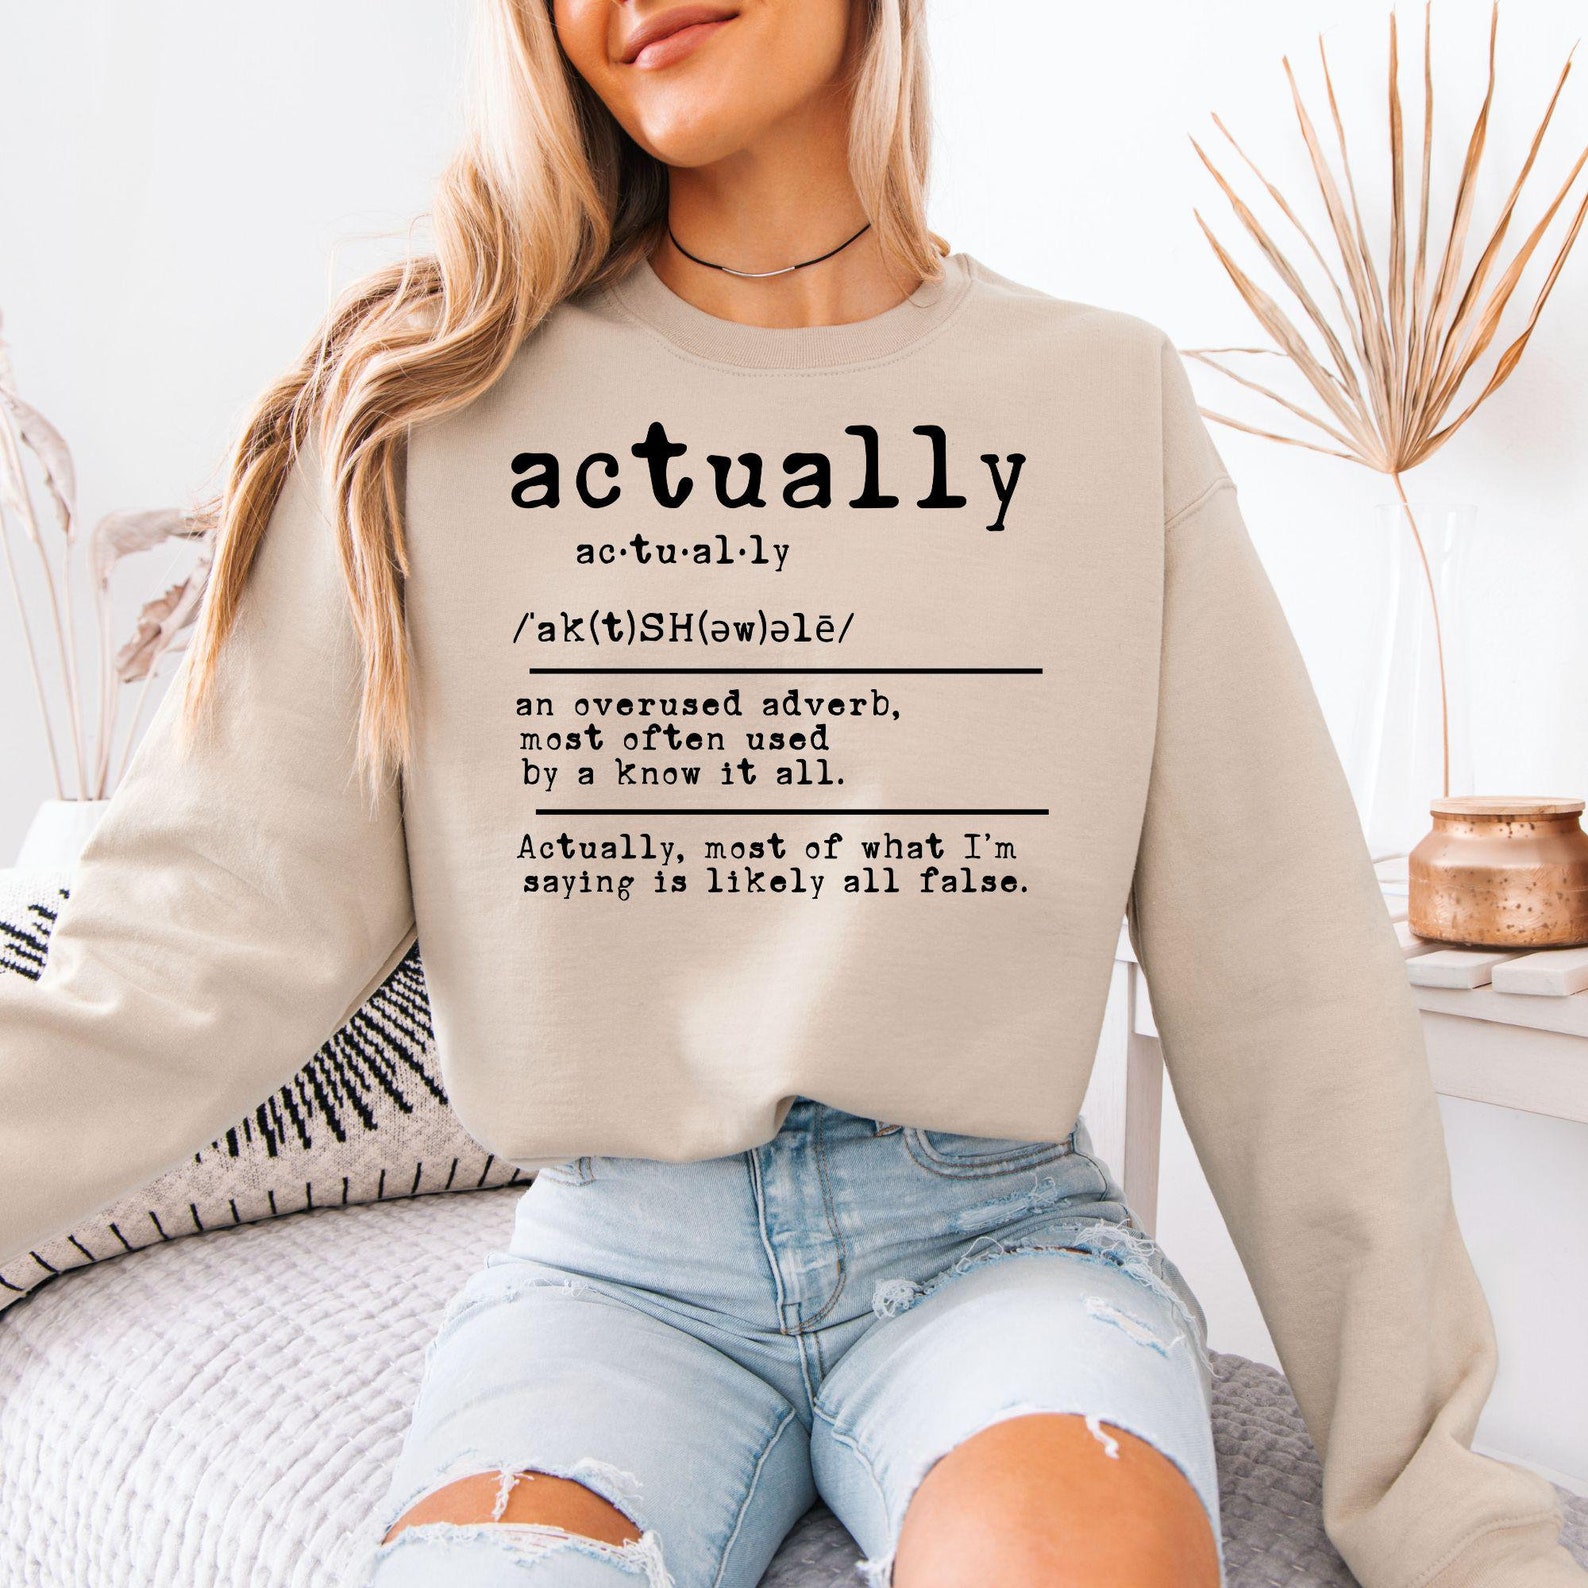 actually
ac·tu·al·ly
/ˈak(t)SH(əw)əlē/
an overused adverb,
most often used
by a know it all.
Actually, most of what I'm
saying is likely all false.